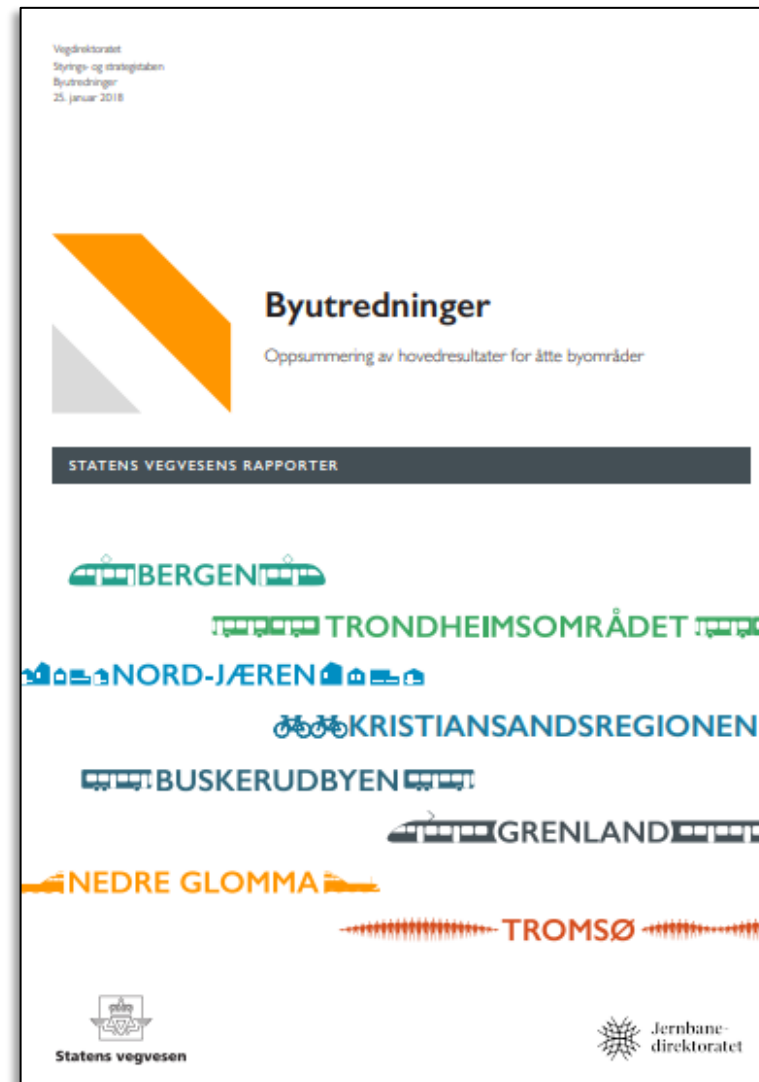 Vegdirektoratet
Styrings- og strategistaben
Byutredninger
25. januar 2018
Byutredninger
Oppsummering av hovedresultater for åtte byområder
STATENS VEGVESENS RAPPORTER
BERGEN
TRONDHEIMSOMRÅDET
NORD-JÆREN
KRISTIANSANDSREGIONEN
BUSKERUDBYEN
GRENLAND
NEDRE GLOMMA
TROMSØ
Statens vegvesen
Jernbane-
direktoratet